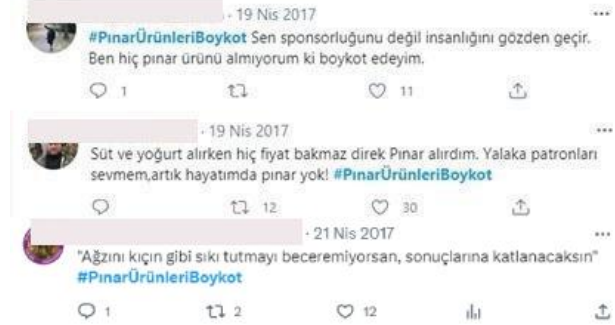 · 19 Nis 2017
#PınarÜrünleriBoykot Sen sponsorluğunu değil insanlığını gözden geçir.
Ben hiç pınar ürünü almıyorum ki boykot edeyim.
1 11
· 19 Nis 2017
Süt ve yoğurt alırken hiç fiyat bakmaz direk Pınar alırdım. Yalaka patronları
sevmem,artık hayatımda pınar yok! #PınarÜrünleriBoykot
12 30
· 21 Nis 2017
"Ağzını kıçın gibi sıkı tutmayı beceremiyorsan, sonuçlarına katlanacaksın"
#PınarÜrünleriBoykot
1 2 12